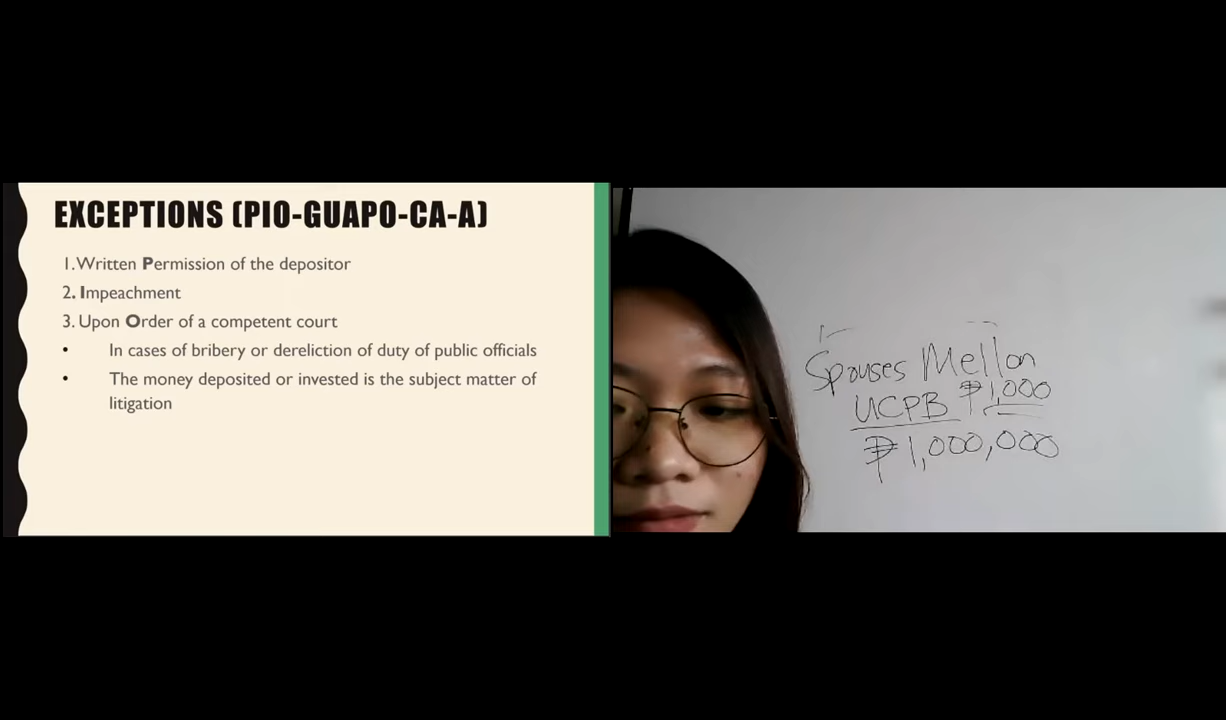 EXCEPTIONS (PIO-GUAPO-CA-A)
1. Written Permission of the depositor
2. Impeachment
3. Upon Order of a competent court
• In cases of bribery or dereliction of duty of public officials
• The money deposited or invested is the subject matter of
litigation
Spouses Mellon
UCPB ₱1,000
₱1,000,000